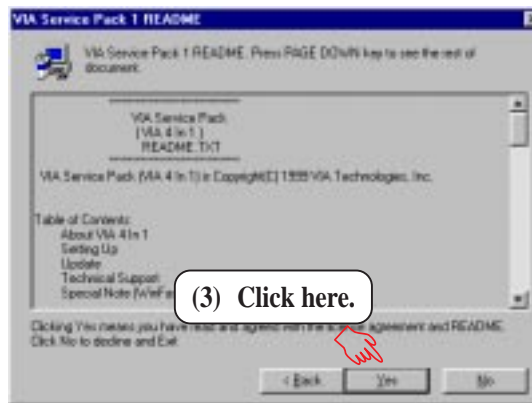 VIA Service Pack 1 README
VIA Service Pack 1 README. Press PAGE DOWN key to see the rest of
document.
VIA Service Pack
( VIA 4 In 1 )
README.TXT
VIA Service Pack (VIA 4 In 1) is Copyright(C) 1999 VIA Technologies, Inc.
Table of Contents:
About VIA 4 In 1
Setting Up
Update
Technical Support
Special Note (WinF
(3) Click here.
Clicking Yes means you have read and agreed with the license agreement and README.
Click No to decline and Exit
< Back
Yes
No